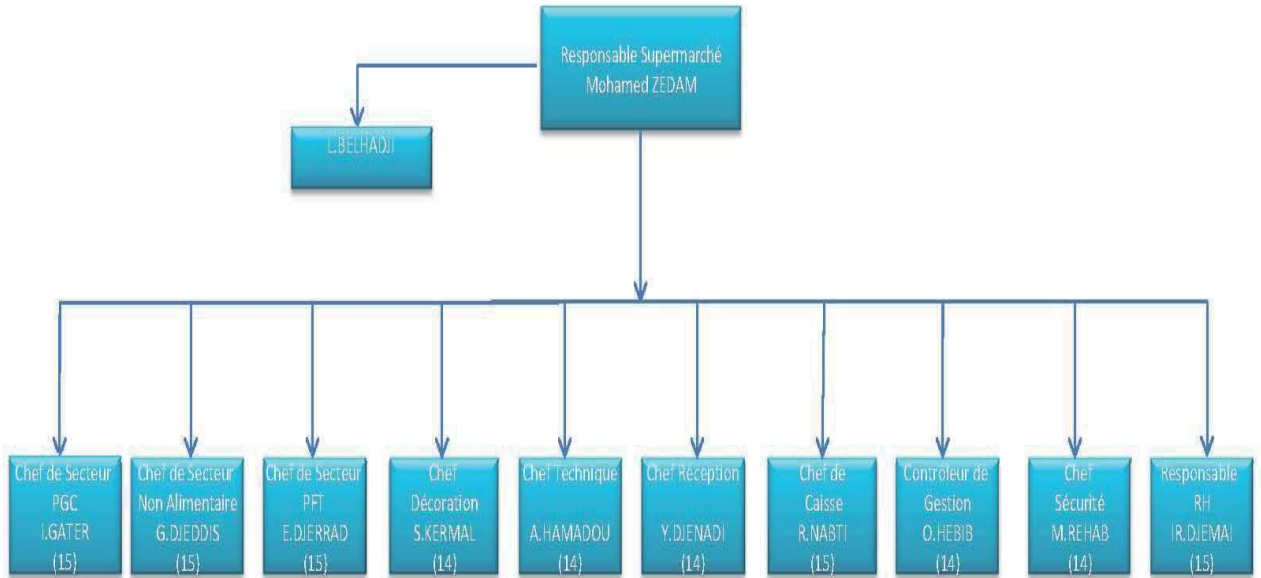 Responsable Supermarché
Mohamed ZEDAM
L.BELHADJI
Chef de Secteur
PGC
I.GATER
(15)
Chef de Secteur
Non Alimentaire
G.DJEDDIS
(15)
Chef de Secteur
PFT
E.DJERRAD
(15)
Chef
Décoration
S.KERMAL
(14)
Chef Technique
A.HAMADOU
(14)
Chef Réception
Y.DJENADI
(14)
Chef de
Caisse
R.NABTI
(15)
Contrôleur de
Gestion
O.HEBIB
(14)
Chef
Sécurité
M.REHAB
(14)
Responsable
RH
IR.DJEMAI
(15)